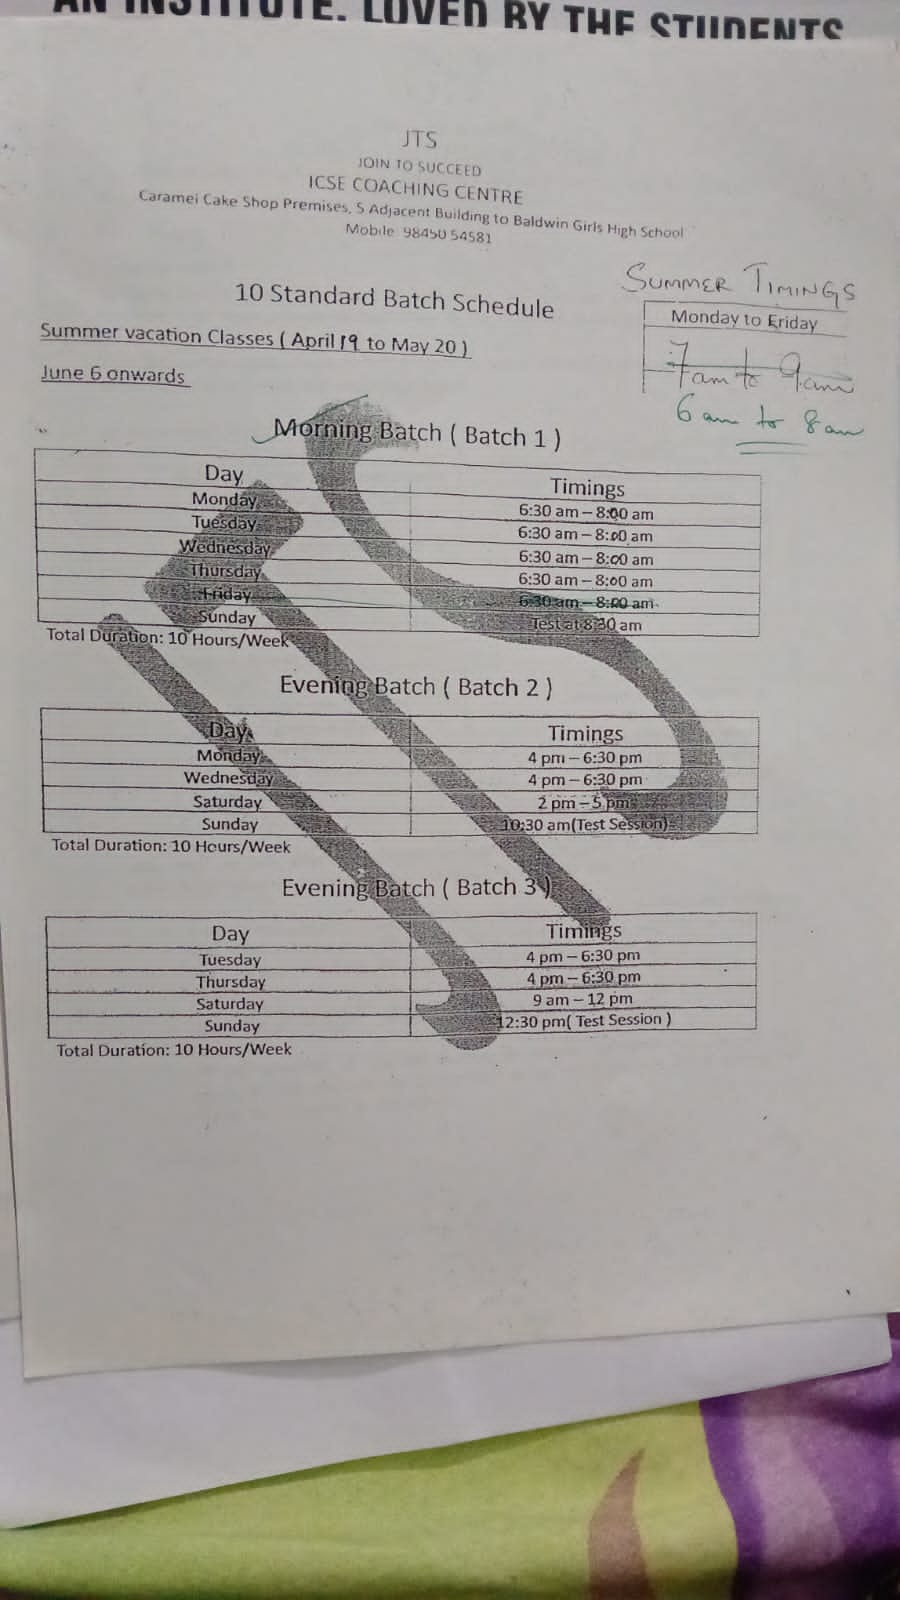 AN INSTITUTE. LOVED BY THE STUDENTS
JTS
JOIN TO SUCCEED
ICSE COACHING CENTRE
Caramel Cake Shop Premises, 5 Adjacent Building to Baldwin Girls High School
Mobile 98450 54581
SUMMER TIMINGS
Monday to Friday
7am to 9am
6 am to 8 am
10 Standard Batch Schedule
Summer vacation Classes ( April 19 to May 20 )
June 6 onwards
Morning Batch ( Batch 1 )
Day Timings
Monday 6:30 am – 8:00 am
Tuesday 6:30 am – 8:00 am
Wednesday 6:30 am – 8:00 am
Thursday 6:30 am – 8:00 am
Friday 6:30 am – 8:00 am
Sunday Test at 8:30 am
Total Duration: 10 Hours/Week
Evening Batch ( Batch 2 )
Day Timings
Monday 4 pm – 6:30 pm
Wednesday 4 pm – 6:30 pm
Saturday 2 pm – 5 pm
Sunday 10:30 am(Test Session)
Total Duration: 10 Hours/Week
Evening Batch ( Batch 3 )
Day Timings
Tuesday 4 pm – 6:30 pm
Thursday 4 pm – 6:30 pm
Saturday 9 am – 12 pm
Sunday 12:30 pm( Test Session )
Total Duration: 10 Hours/Week
JTS